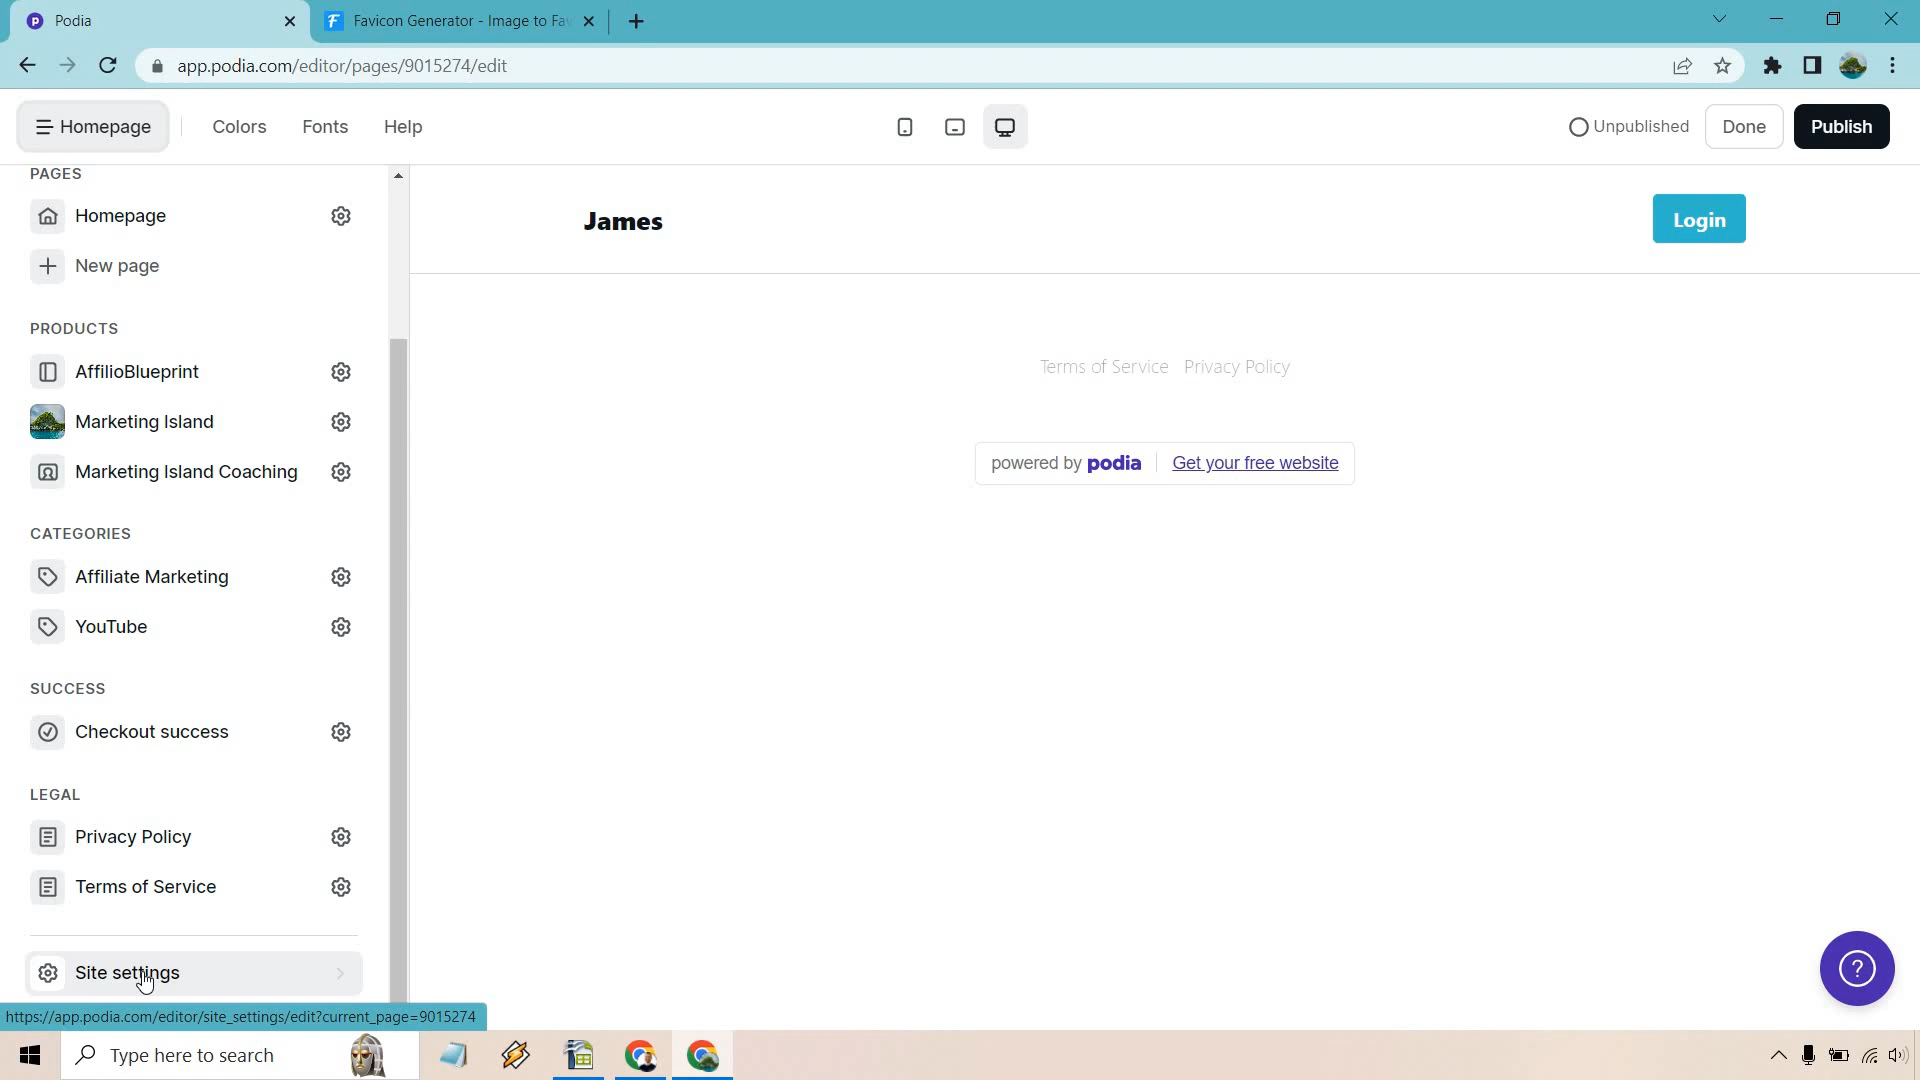 Podia
Favicon Generator - Image to Fav
app.podia.com/editor/pages/9015274/edit
Homepage
Colors
Fonts
Help
Unpublished
Done
Publish
PAGES
Homepage
New page
PRODUCTS
AffilioBlueprint
Marketing Island
Marketing Island Coaching
CATEGORIES
Affiliate Marketing
YouTube
SUCCESS
Checkout success
LEGAL
Privacy Policy
Terms of Service
Site settings
James
Login
Terms of Service Privacy Policy
powered by podia Get your free website
https://app.podia.com/editor/site_settings/edit?current_page=9015274
Type here to search